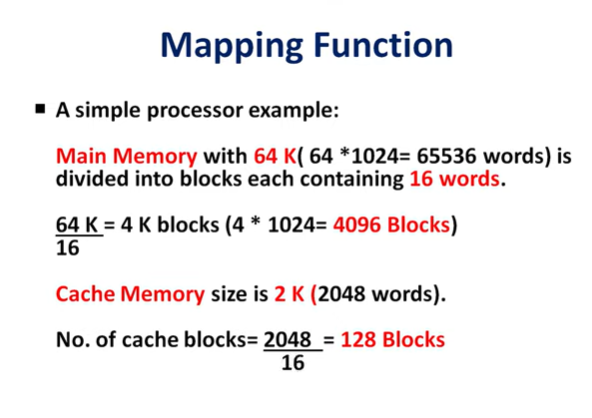 Mapping Function
▪ A simple processor example:
Main Memory with 64 K( 64 *1024= 65536 words) is
divided into blocks each containing 16 words.
64 K = 4 K blocks (4 * 1024= 4096 Blocks)
16
Cache Memory size is 2 K (2048 words).
No. of cache blocks= 2048 = 128 Blocks
16